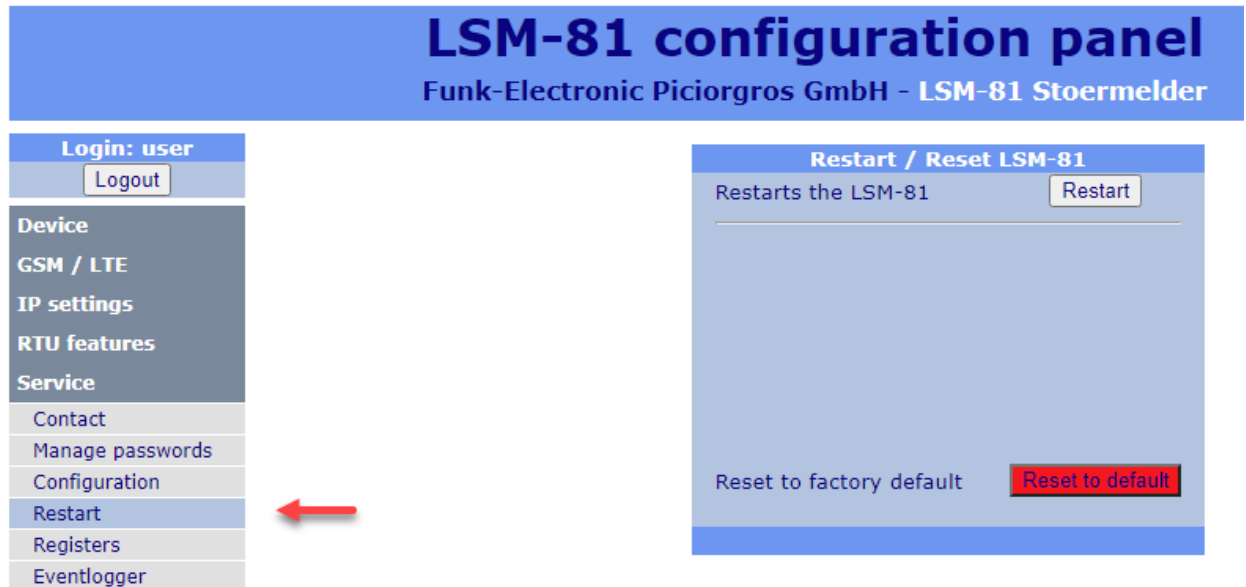 LSM-81 configuration panel
Funk-Electronic Piciorgros GmbH - LSM-81 Stoermelder
Login: user
Logout
Device
GSM / LTE
IP settings
RTU features
Service
Contact
Manage passwords
Configuration
Restart
Registers
Eventlogger
Restart / Reset LSM-81
Restarts the LSM-81 Restart
Reset to factory default Reset to default